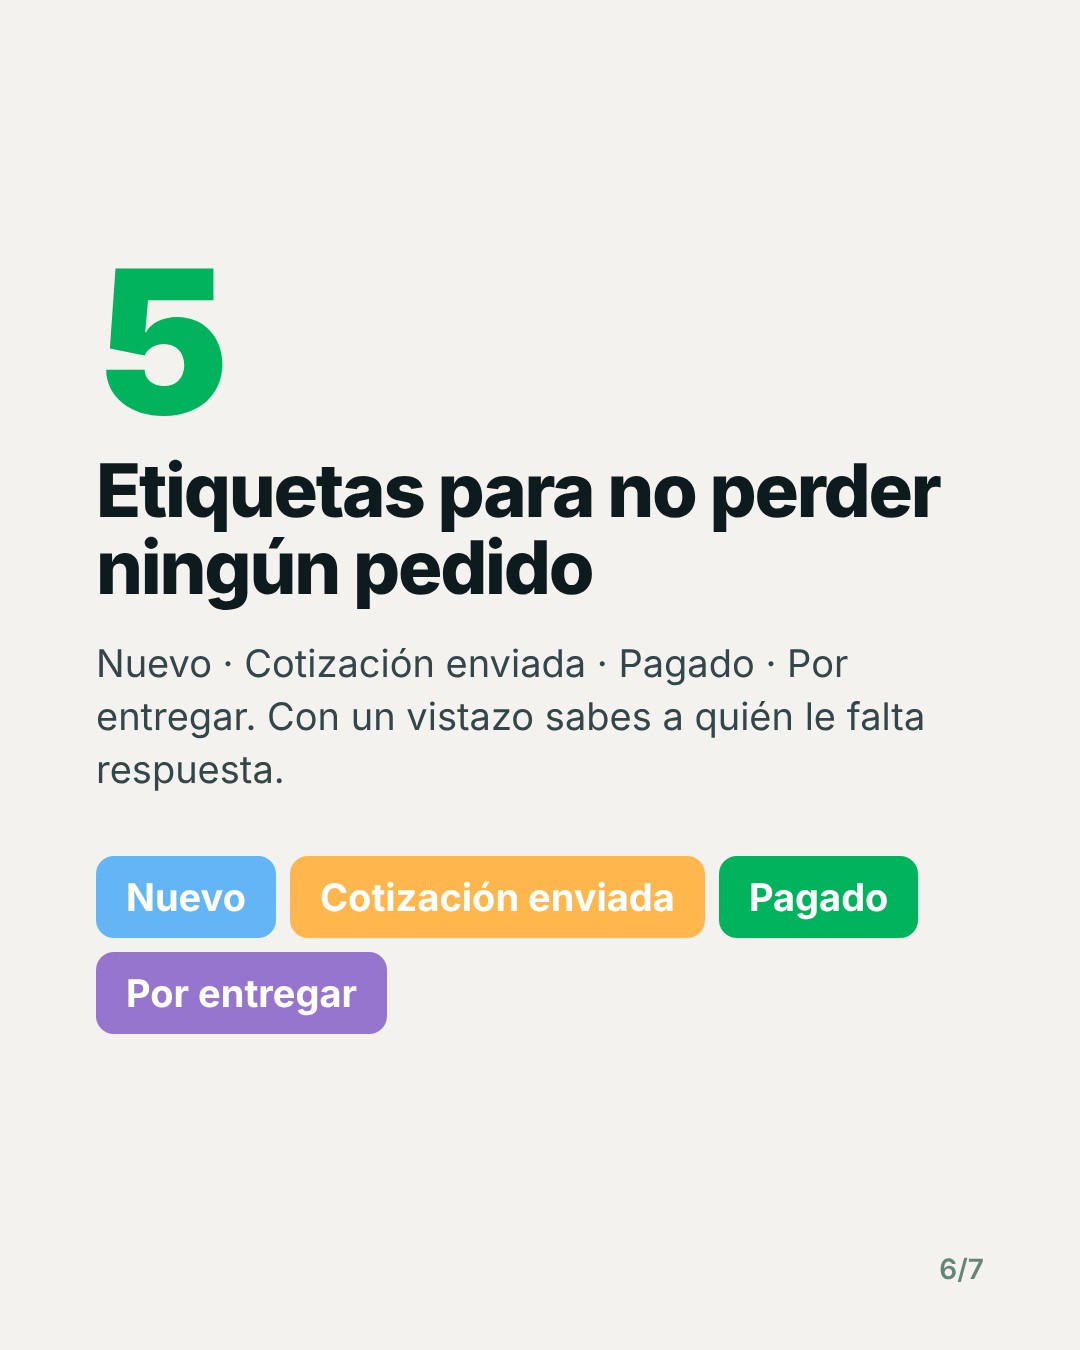 5
Etiquetas para no perder
ningún pedido
Nuevo · Cotización enviada · Pagado · Por
entregar. Con un vistazo sabes a quién le falta
respuesta.
Nuevo Cotización enviada Pagado
Por entregar
6/7